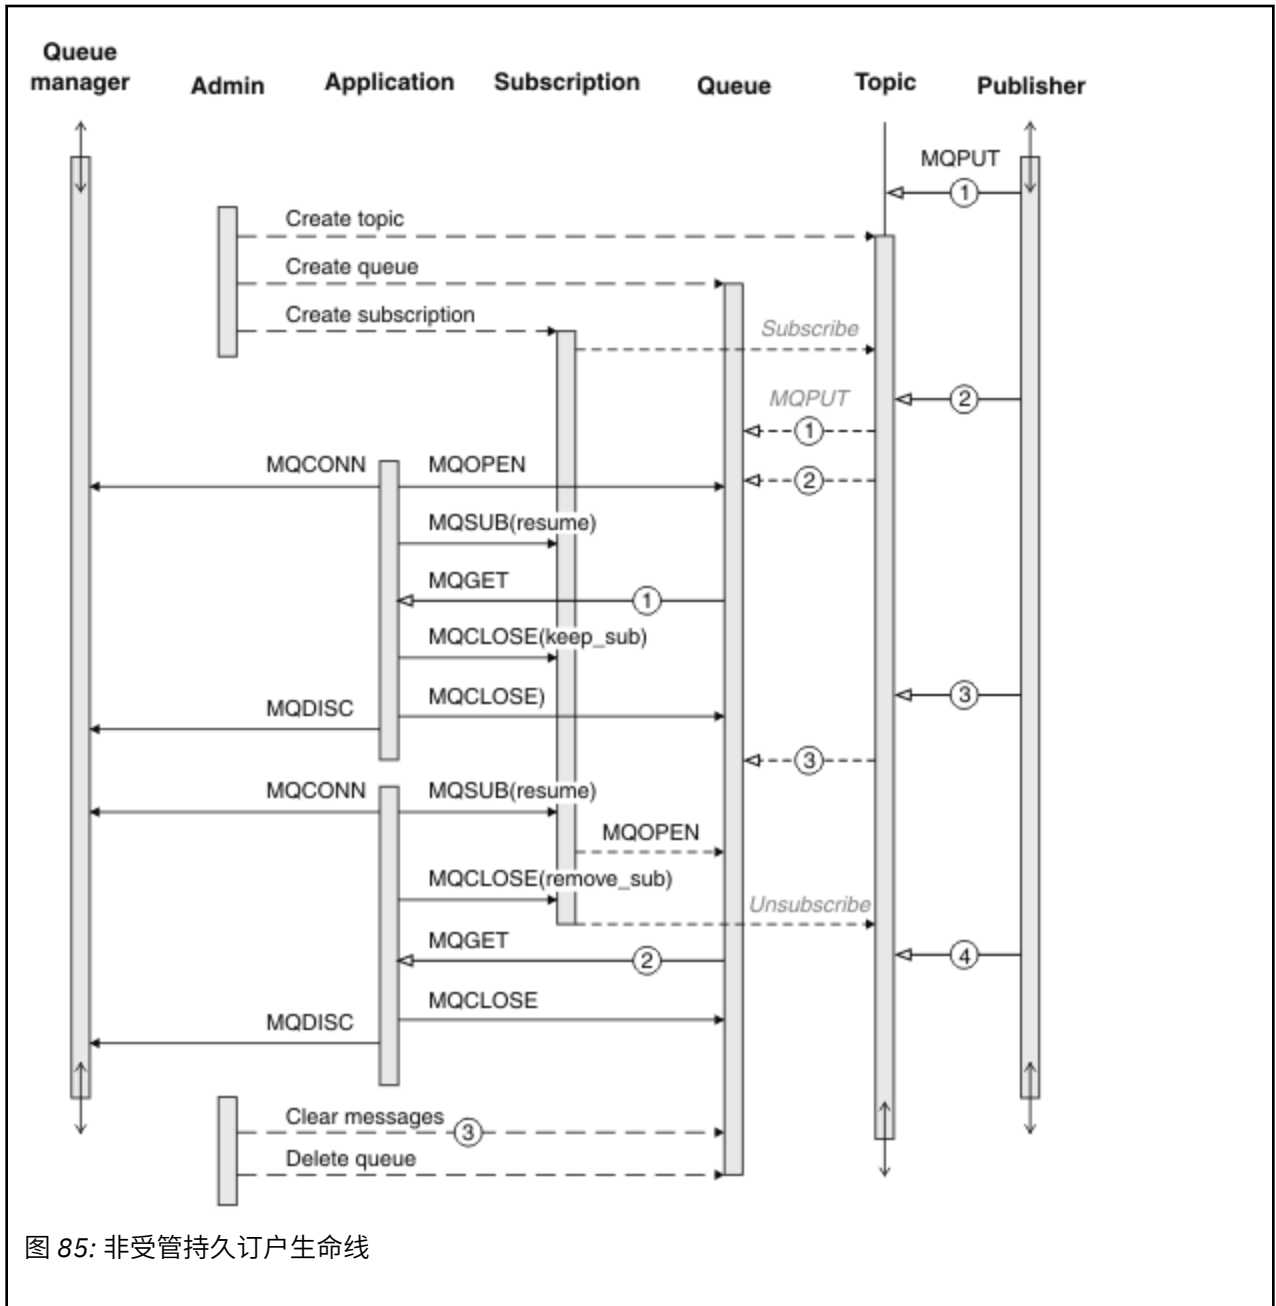 Queue manager
Admin
Application
Subscription
Queue
Topic
Publisher
MQPUT
1
Create topic
Create queue
Create subscription
Subscribe
MQPUT
2
1
MQCONN
MQOPEN
2
MQSUB(resume)
MQGET
1
MQCLOSE(keep_sub)
MQDISC
MQCLOSE)
3
3
MQCONN
MQSUB(resume)
MQOPEN
MQCLOSE(remove_sub)
Unsubscribe
MQGET
2
4
MQCLOSE
MQDISC
Clear messages
3
Delete queue
图 85: 非受管持久订户生命线